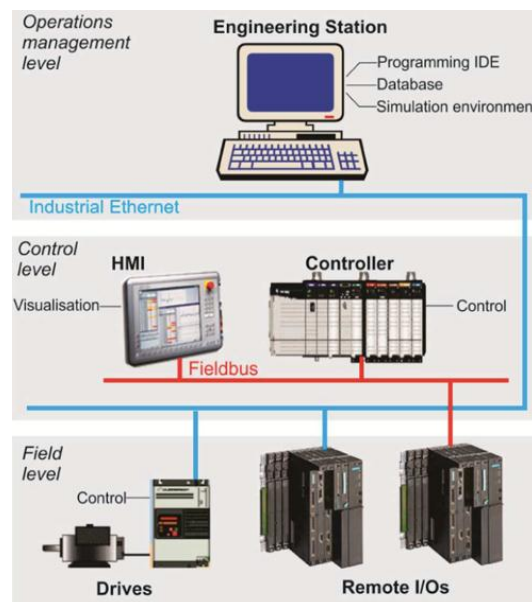 Operations
management
level
Engineering Station
Programming IDE
Database
Simulation environment
Industrial Ethernet
Control
level
HMI
Controller
Visualisation
Control
Fieldbus
Field
level
Control
Drives
Remote I/Os